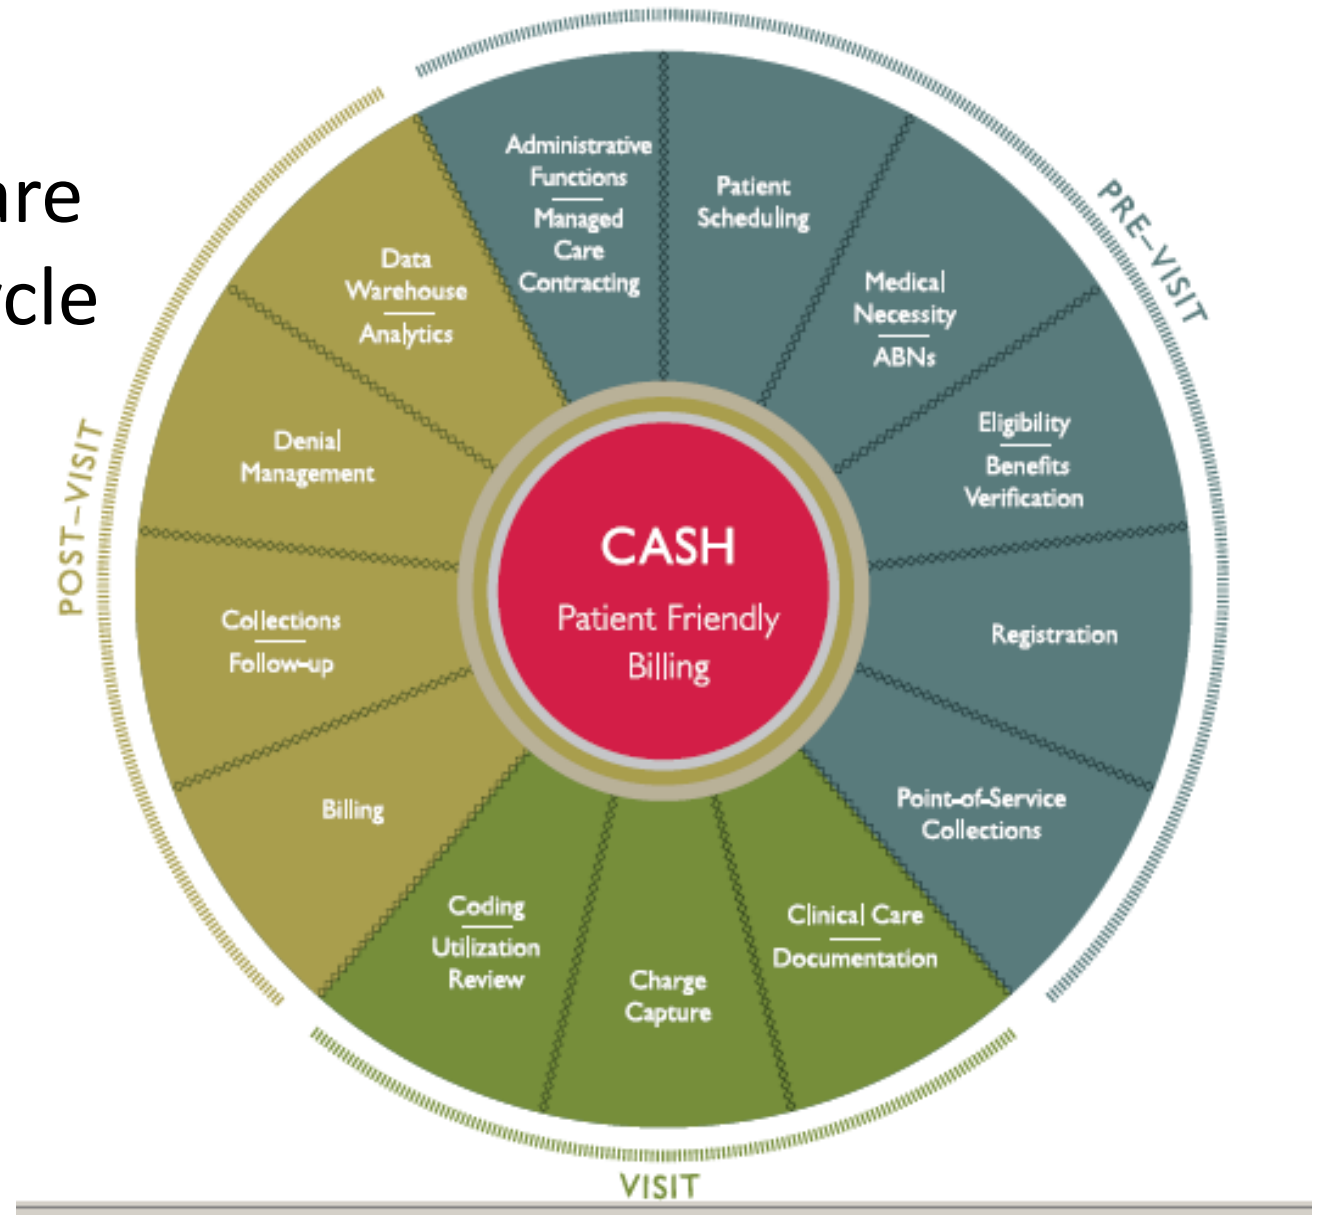 are
cle
PRE–VISIT
Administrative
Functions
Managed
Care
Contracting
Patient
Scheduling
Medical
Necessity
ABNs
Eligibility
Benefits
Verification
Registration
Point-of-Service
Collections
Clinical Care
Documentation
Charge
Capture
Coding
Utilization
Review
VISIT
Billing
Collections
Follow-up
Denial
Management
Data
Warehouse
Analytics
POST–VISIT
CASH
Patient Friendly
Billing